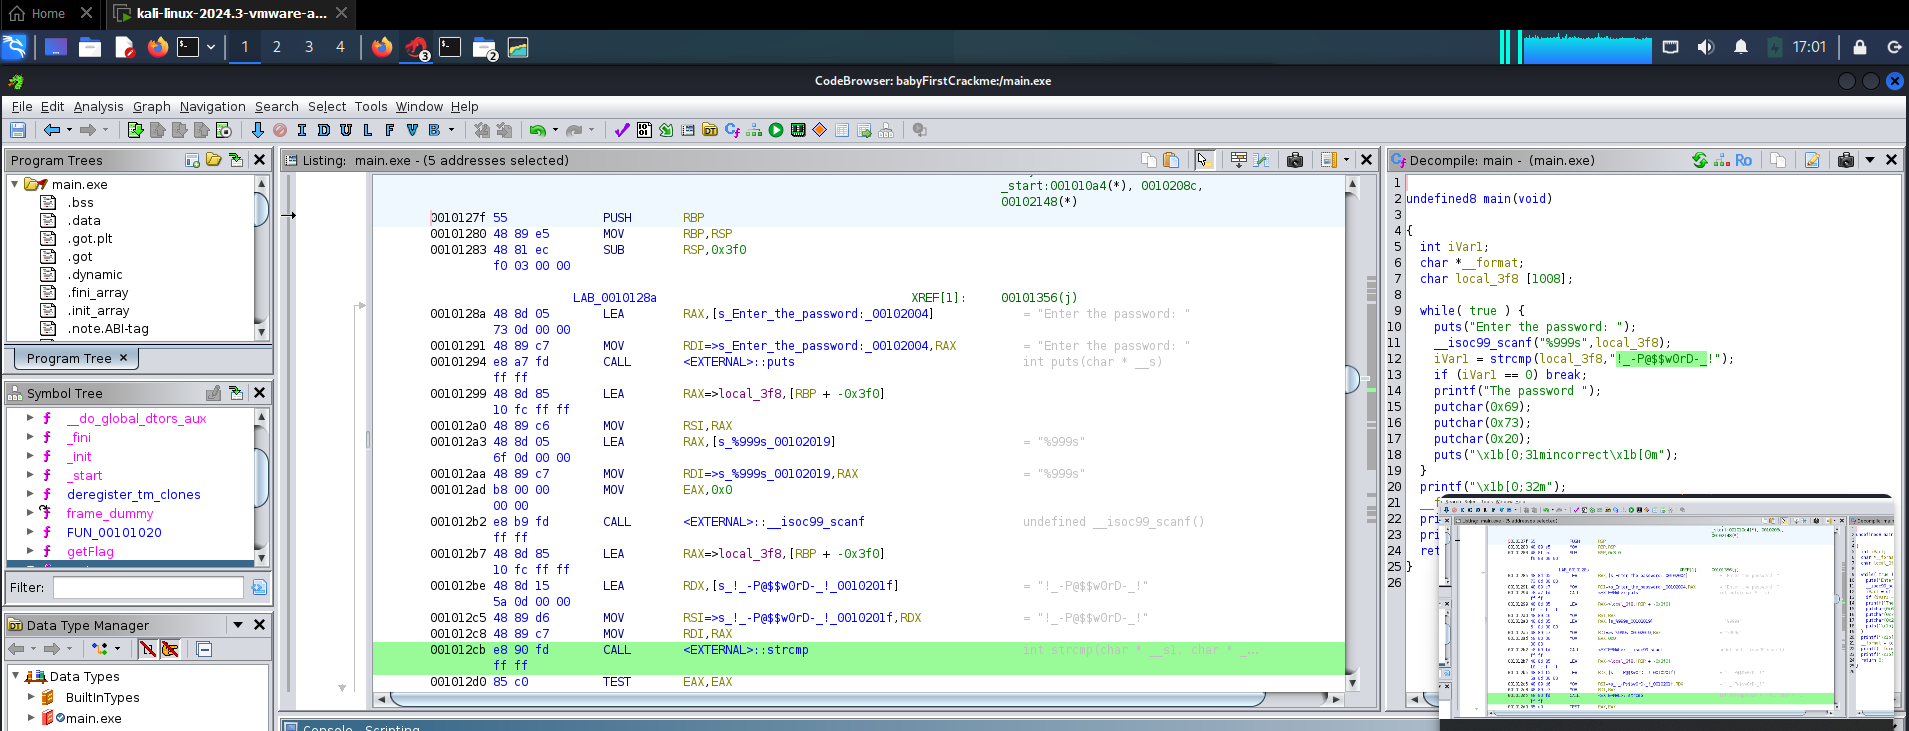 Home
kali-linux-2024.3-vmware-a...
1 2 3 4
3
2
17:01
CodeBrowser: babyFirstCrackme:/main.exe
File Edit Analysis Graph Navigation Search Select Tools Window Help
I D U L F V B
Program Trees
main.exe
.bss
.data
.got.plt
.got
.dynamic
.fini_array
.init_array
.note.ABI-tag
Program Tree
Symbol Tree
__do_global_dtors_aux
_fini
_init
_start
deregister_tm_clones
frame_dummy
FUN_00101020
getFlag
Filter:
Data Type Manager
Data Types
BuiltInTypes
main.exe
Listing: main.exe - (5 addresses selected)
_start:001010a4(*), 0010208c,
00102148(*)
0010127f 55 PUSH RBP
00101280 48 89 e5 MOV RBP,RSP
00101283 48 81 ec SUB RSP,0x3f0
f0 03 00 00
LAB_0010128a XREF[1]: 00101356(j)
0010128a 48 8d 05 LEA RAX,[s_Enter_the_password:_00102004] = "Enter the password: "
73 0d 00 00
00101291 48 89 c7 MOV RDI=>s_Enter_the_password:_00102004,RAX = "Enter the password: "
00101294 e8 a7 fd CALL <EXTERNAL>::puts int puts(char * __s)
ff ff
00101299 48 8d 85 LEA RAX=>local_3f8,[RBP + -0x3f0]
10 fc ff ff
001012a0 48 89 c6 MOV RSI,RAX
001012a3 48 8d 05 LEA RAX,[s_%999s_00102019] = "%999s"
6f 0d 00 00
001012aa 48 89 c7 MOV RDI=>s_%999s_00102019,RAX = "%999s"
001012ad b8 00 00 MOV EAX,0x0
00 00
001012b2 e8 b9 fd CALL <EXTERNAL>::__isoc99_scanf undefined __isoc99_scanf()
ff ff
001012b7 48 8d 85 LEA RAX=>local_3f8,[RBP + -0x3f0]
10 fc ff ff
001012be 48 8d 15 LEA RDX,[s_!_-P@$$w0rD-_!_0010201f] = "!_-P@$$w0rD-_!"
5a 0d 00 00
001012c5 48 89 d6 MOV RSI=>s_!_-P@$$w0rD-_!_0010201f,RDX = "!_-P@$$w0rD-_!"
001012c8 48 89 c7 MOV RDI,RAX
001012cb e8 90 fd CALL <EXTERNAL>::strcmp int strcmp(char * __s1, char * _...
ff ff
001012d0 85 c0 TEST EAX,EAX
Console - Scripting
Decompile: main - (main.exe)
Ro
1
2 undefined8 main(void)
3
4 {
5 int iVar1;
6 char *__format;
7 char local_3f8 [1008];
8
9 while( true ) {
10 puts("Enter the password: ");
11 __isoc99_scanf("%999s",local_3f8);
12 iVar1 = strcmp(local_3f8,"!_-P@$$w0rD-_!");
13 if (iVar1 == 0) break;
14 printf("The password ");
15 putchar(0x69);
16 putchar(0x73);
17 putchar(0x20);
18 puts("\x1b[0;31mincorrect\x1b[0m");
19 }
20 printf("\x1b[0;32m");
21
22 pri
23 pri
24 ret
25 }
26